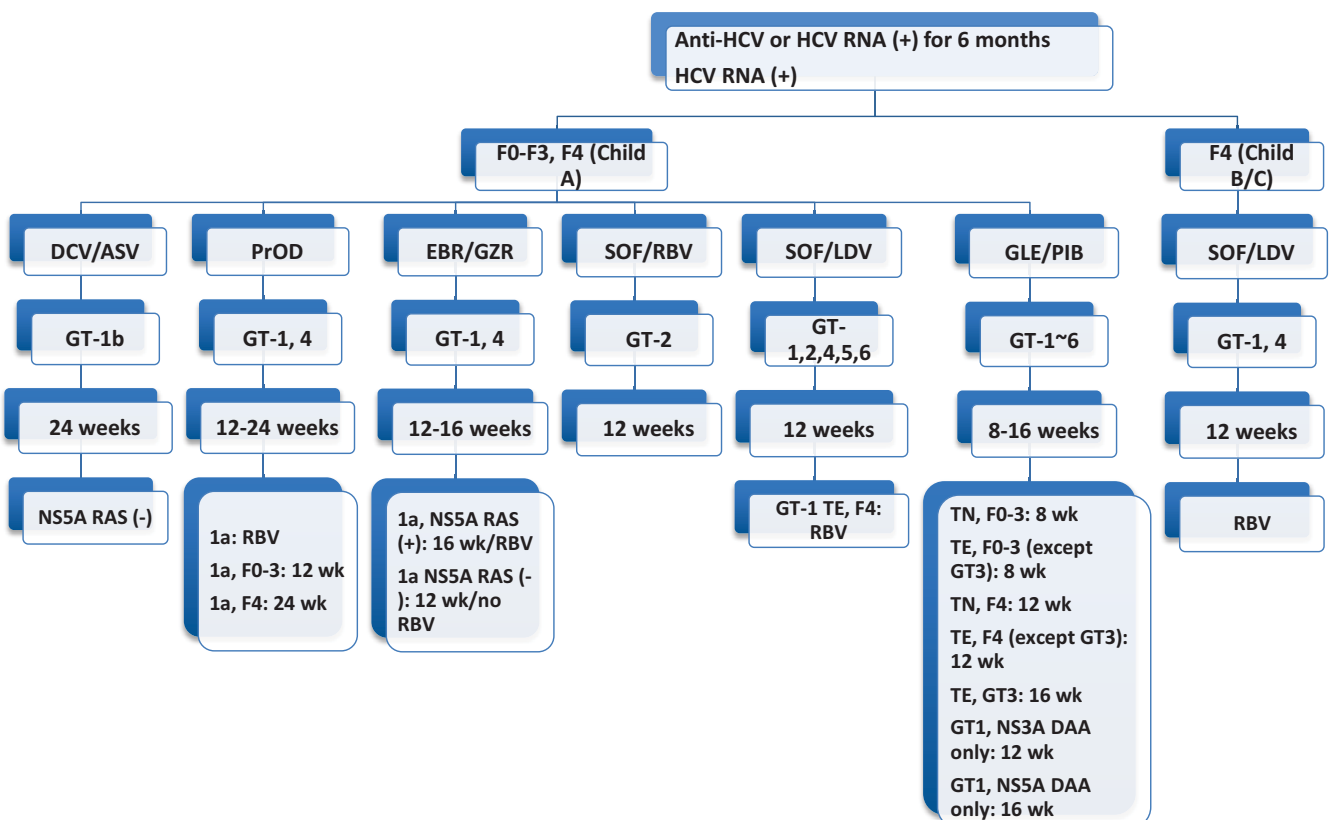 Anti-HCV or HCV RNA (+) for 6 months
HCV RNA (+)
F0-F3, F4 (Child
A)
F4 (Child
B/C)
DCV/ASV
PrOD
EBR/GZR
SOF/RBV
SOF/LDV
GLE/PIB
SOF/LDV
GT-1b
GT-1, 4
GT-1, 4
GT-2
GT-
1,2,4,5,6
GT-1~6
GT-1, 4
24 weeks
12-24 weeks
12-16 weeks
12 weeks
12 weeks
8-16 weeks
12 weeks
NS5A RAS (-)
1a: RBV
1a, F0-3: 12 wk
1a, F4: 24 wk
1a, NS5A RAS
(+): 16 wk/RBV
1a NS5A RAS (-
): 12 wk/no
RBV
GT-1 TE, F4:
RBV
TN, F0-3: 8 wk
TE, F0-3 (except
GT3): 8 wk
TN, F4: 12 wk
TE, F4 (except GT3):
12 wk
TE, GT3: 16 wk
GT1, NS3A DAA
only: 12 wk
GT1, NS5A DAA
only: 16 wk
RBV